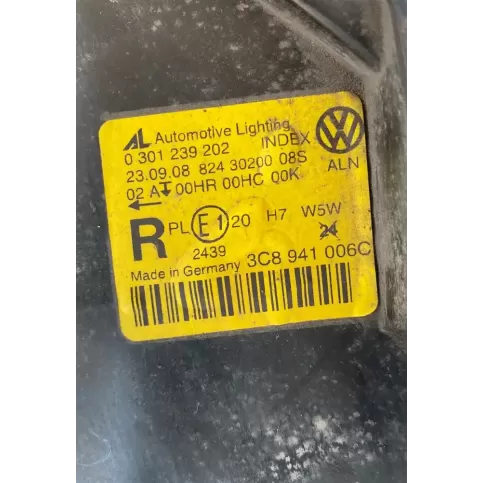 AL Automotive Lighting
0 301 239 202 INDEX
23.09.08 824 30200 08S ALN
02 A 00HR 00HC 00K
R PL E1 20 H7 W5W
2439 24
Made in Germany 3C8 941 006C